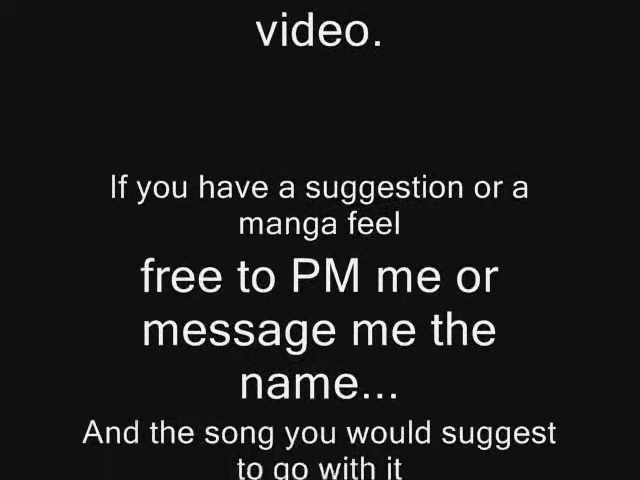 video.
If you have a suggestion or a
manga feel
free to PM me or
message me the
name...
And the song you would suggest
to go with it